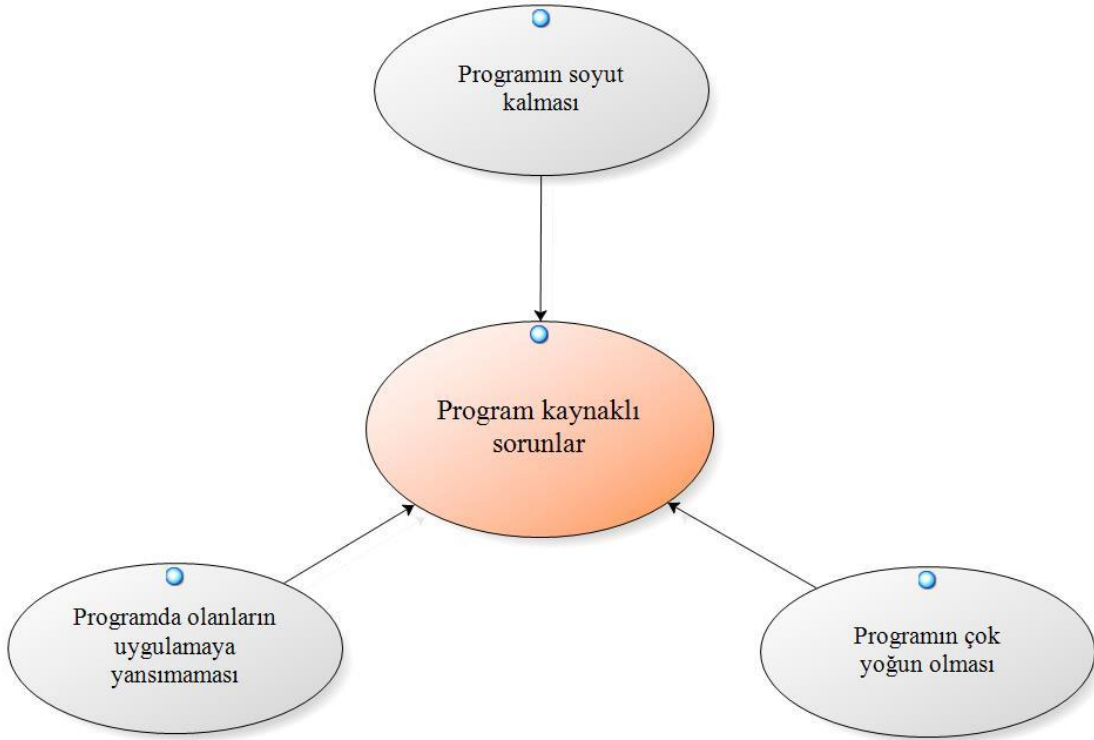 Programın soyut
kalması
Program kaynaklı
sorunlar
Programda olanların
uygulamaya
yansımaması
Programın çok
yoğun olması